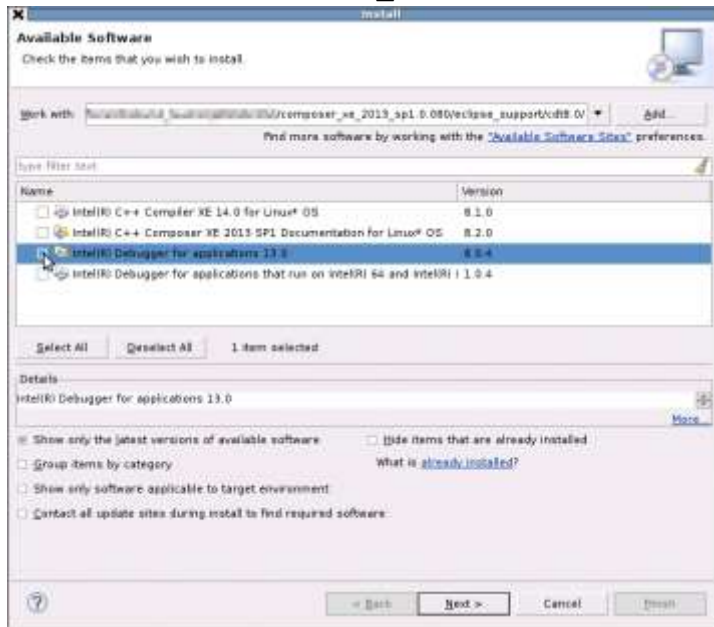 Install
Available Software
Check the items that you wish to install.
Work with: /composer_xe_2013_sp1.0.080/eclipse_support/cdt8.0/ Add...
Find more software by working with the "Available Software Sites" preferences.
type filter text
Name Version
Intel(R) C++ Compiler XE 14.0 for Linux* OS 8.1.0
Intel(R) C++ Composer XE 2013 SP1 Documentation for Linux* OS 8.2.0
Intel(R) Debugger for applications 13.0 8.0.4
Intel(R) Debugger for applications that run on Intel(R) 64 and Intel(R) I 1.0.4
Select All Deselect All 1 item selected
Details
Intel(R) Debugger for applications 13.0
More...
Show only the latest versions of available software Hide items that are already installed
Group items by category What is already installed?
Show only software applicable to target environment
Contact all update sites during install to find required software
? < Back Next > Cancel Finish